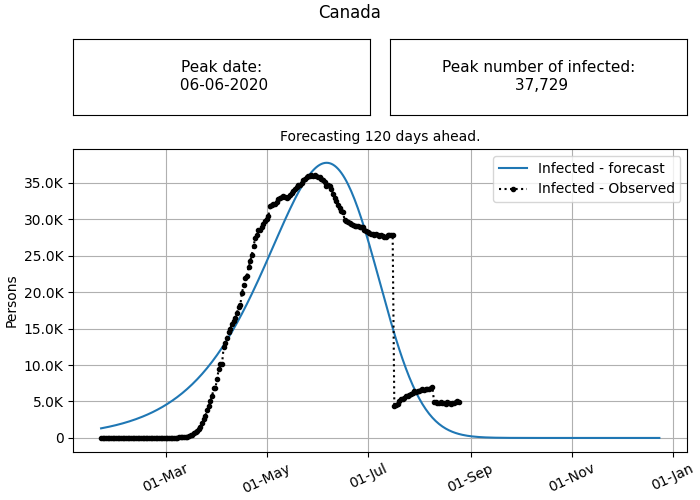 Canada
Peak date:
06-06-2020
Peak number of infected:
37,729
Forecasting 120 days ahead.
Infected - forecast
Infected - Observed
Persons
35.0K
30.0K
25.0K
20.0K
15.0K
10.0K
5.0K
0
01-Mar
01-May
01-Jul
01-Sep
01-Nov
01-Jan